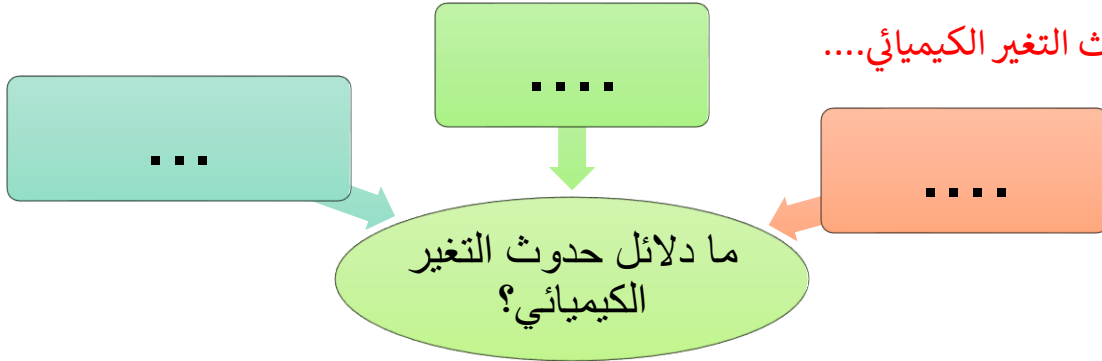 التغير الكيميائي....
....
...
....
ما دلائل حدوث التغير
الكيميائي؟